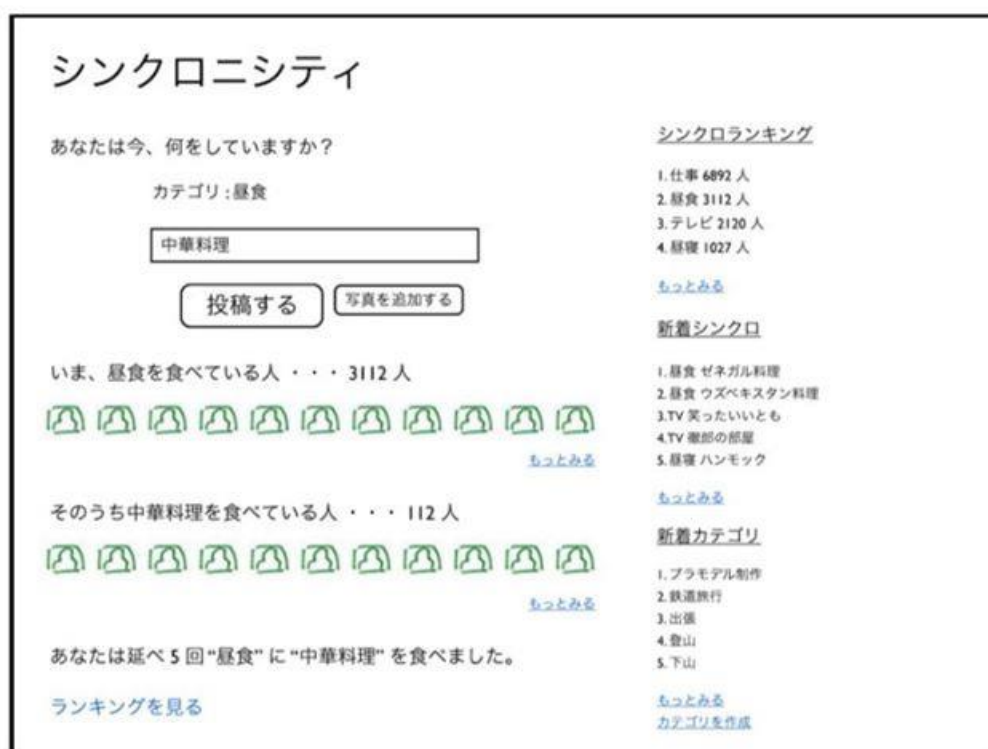 シンクロニシティ
あなたは今、何をしていますか?
カテゴリ:昼食
中華料理
投稿する
写真を追加する
いま、昼食を食べている人・・・3112人
もっとみる
そのうち中華料理を食べている人・・・112人
もっとみる
あなたは延べ5回“昼食”に“中華料理”を食べました。
ランキングを見る
シンクロランキング
1.仕事 6892人
2.昼食 3112人
3.テレビ 2120人
4.昼寝 1027人
もっとみる
新着シンクロ
1.昼食 ゼネガル料理
2.昼食 ウズベキスタン料理
3.TV 笑ったいいとも
4.TV 徹郎の部屋
5.昼寝 ハンモック
もっとみる
新着カテゴリ
1.プラモデル制作
2.鉄道旅行
3.出張
4.登山
5.下山
もっとみる
カテゴリを作成